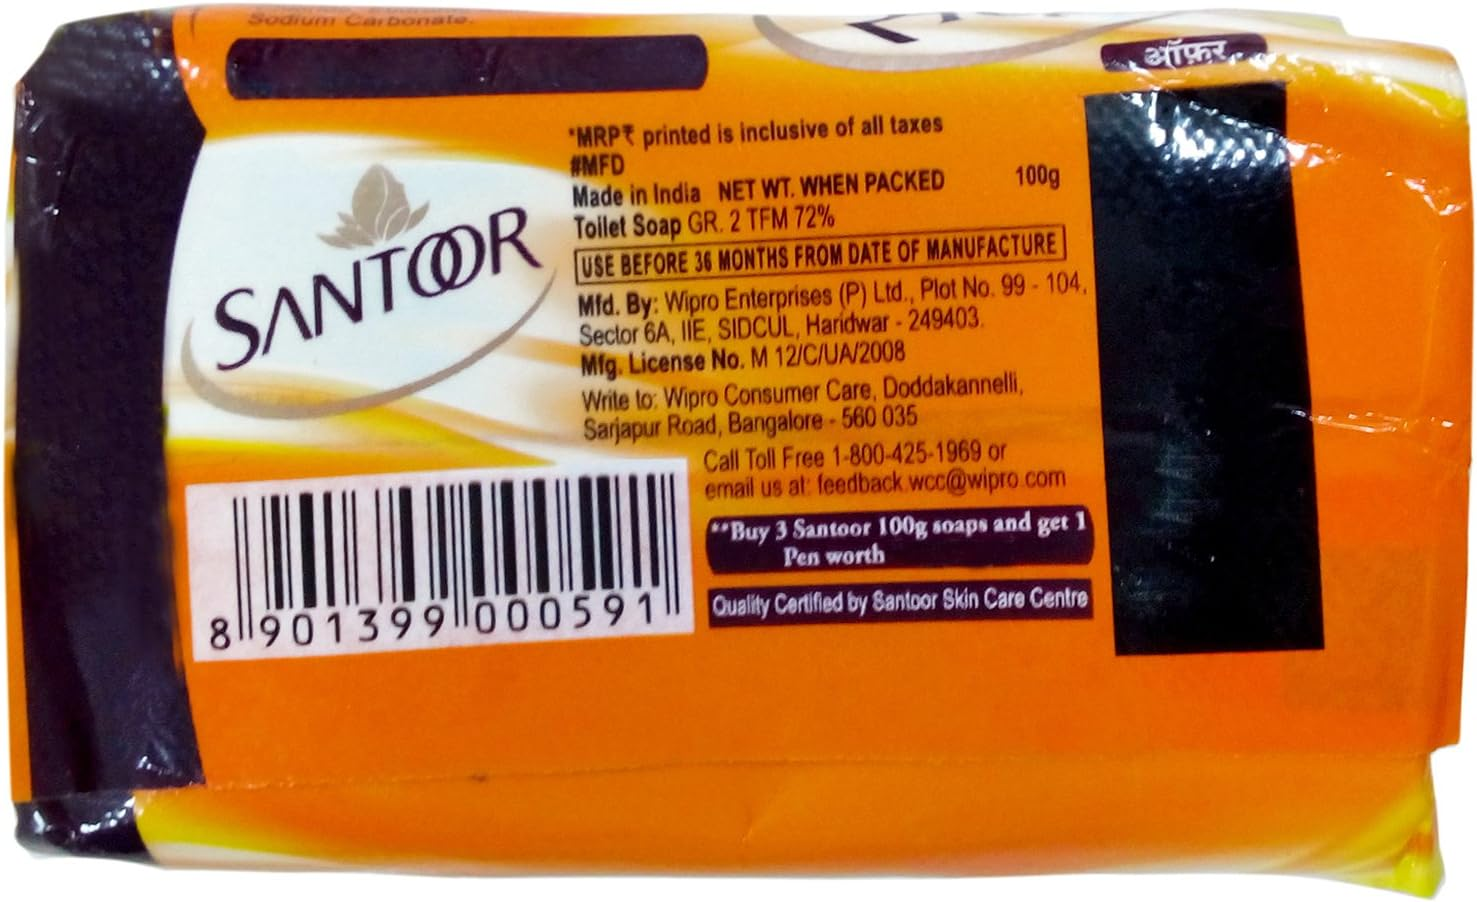 Sodium Carbonate.
ऑफ़र
SANTOOR
*MRP₹ printed is inclusive of all taxes
#MFD
Made in India NET WT. WHEN PACKED 100g
Toilet Soap GR. 2 TFM 72%
USE BEFORE 36 MONTHS FROM DATE OF MANUFACTURE
Mfd. By: Wipro Enterprises (P) Ltd., Plot No. 99 - 104,
Sector 6A, IIE, SIDCUL, Haridwar - 249403.
Mfg. License No. M 12/C/UA/2008
Write to: Wipro Consumer Care, Doddakannelli,
Sarjapur Road, Bangalore - 560 035
Call Toll Free 1-800-425-1969 or
email us at: feedback.wcc@wipro.com
**Buy 3 Santoor 100g soaps and get 1
Pen worth
Quality Certified by Santoor Skin Care Centre
8 901399 000591